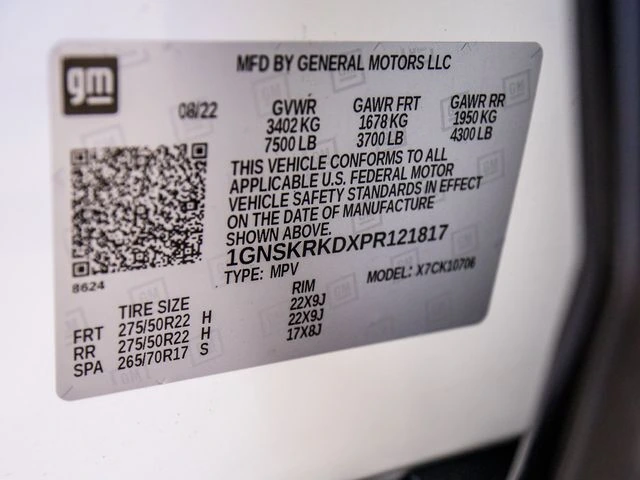 gm
MFD BY GENERAL MOTORS LLC
08/22
GVWR GAWR FRT GAWR RR
3402 KG 1678 KG 1950 KG
7500 LB 3700 LB 4300 LB
THIS VEHICLE CONFORMS TO ALL
APPLICABLE U.S. FEDERAL MOTOR
VEHICLE SAFETY STANDARDS IN EFFECT
ON THE DATE OF MANUFACTURE
SHOWN ABOVE.
1GNSKRKDXPR121817
TYPE: MPV MODEL: X7CK10706
8624
TIRE SIZE RIM
FRT 275/50R22 H 22X9J
RR 275/50R22 H 22X9J
SPA 265/70R17 S 17X8J